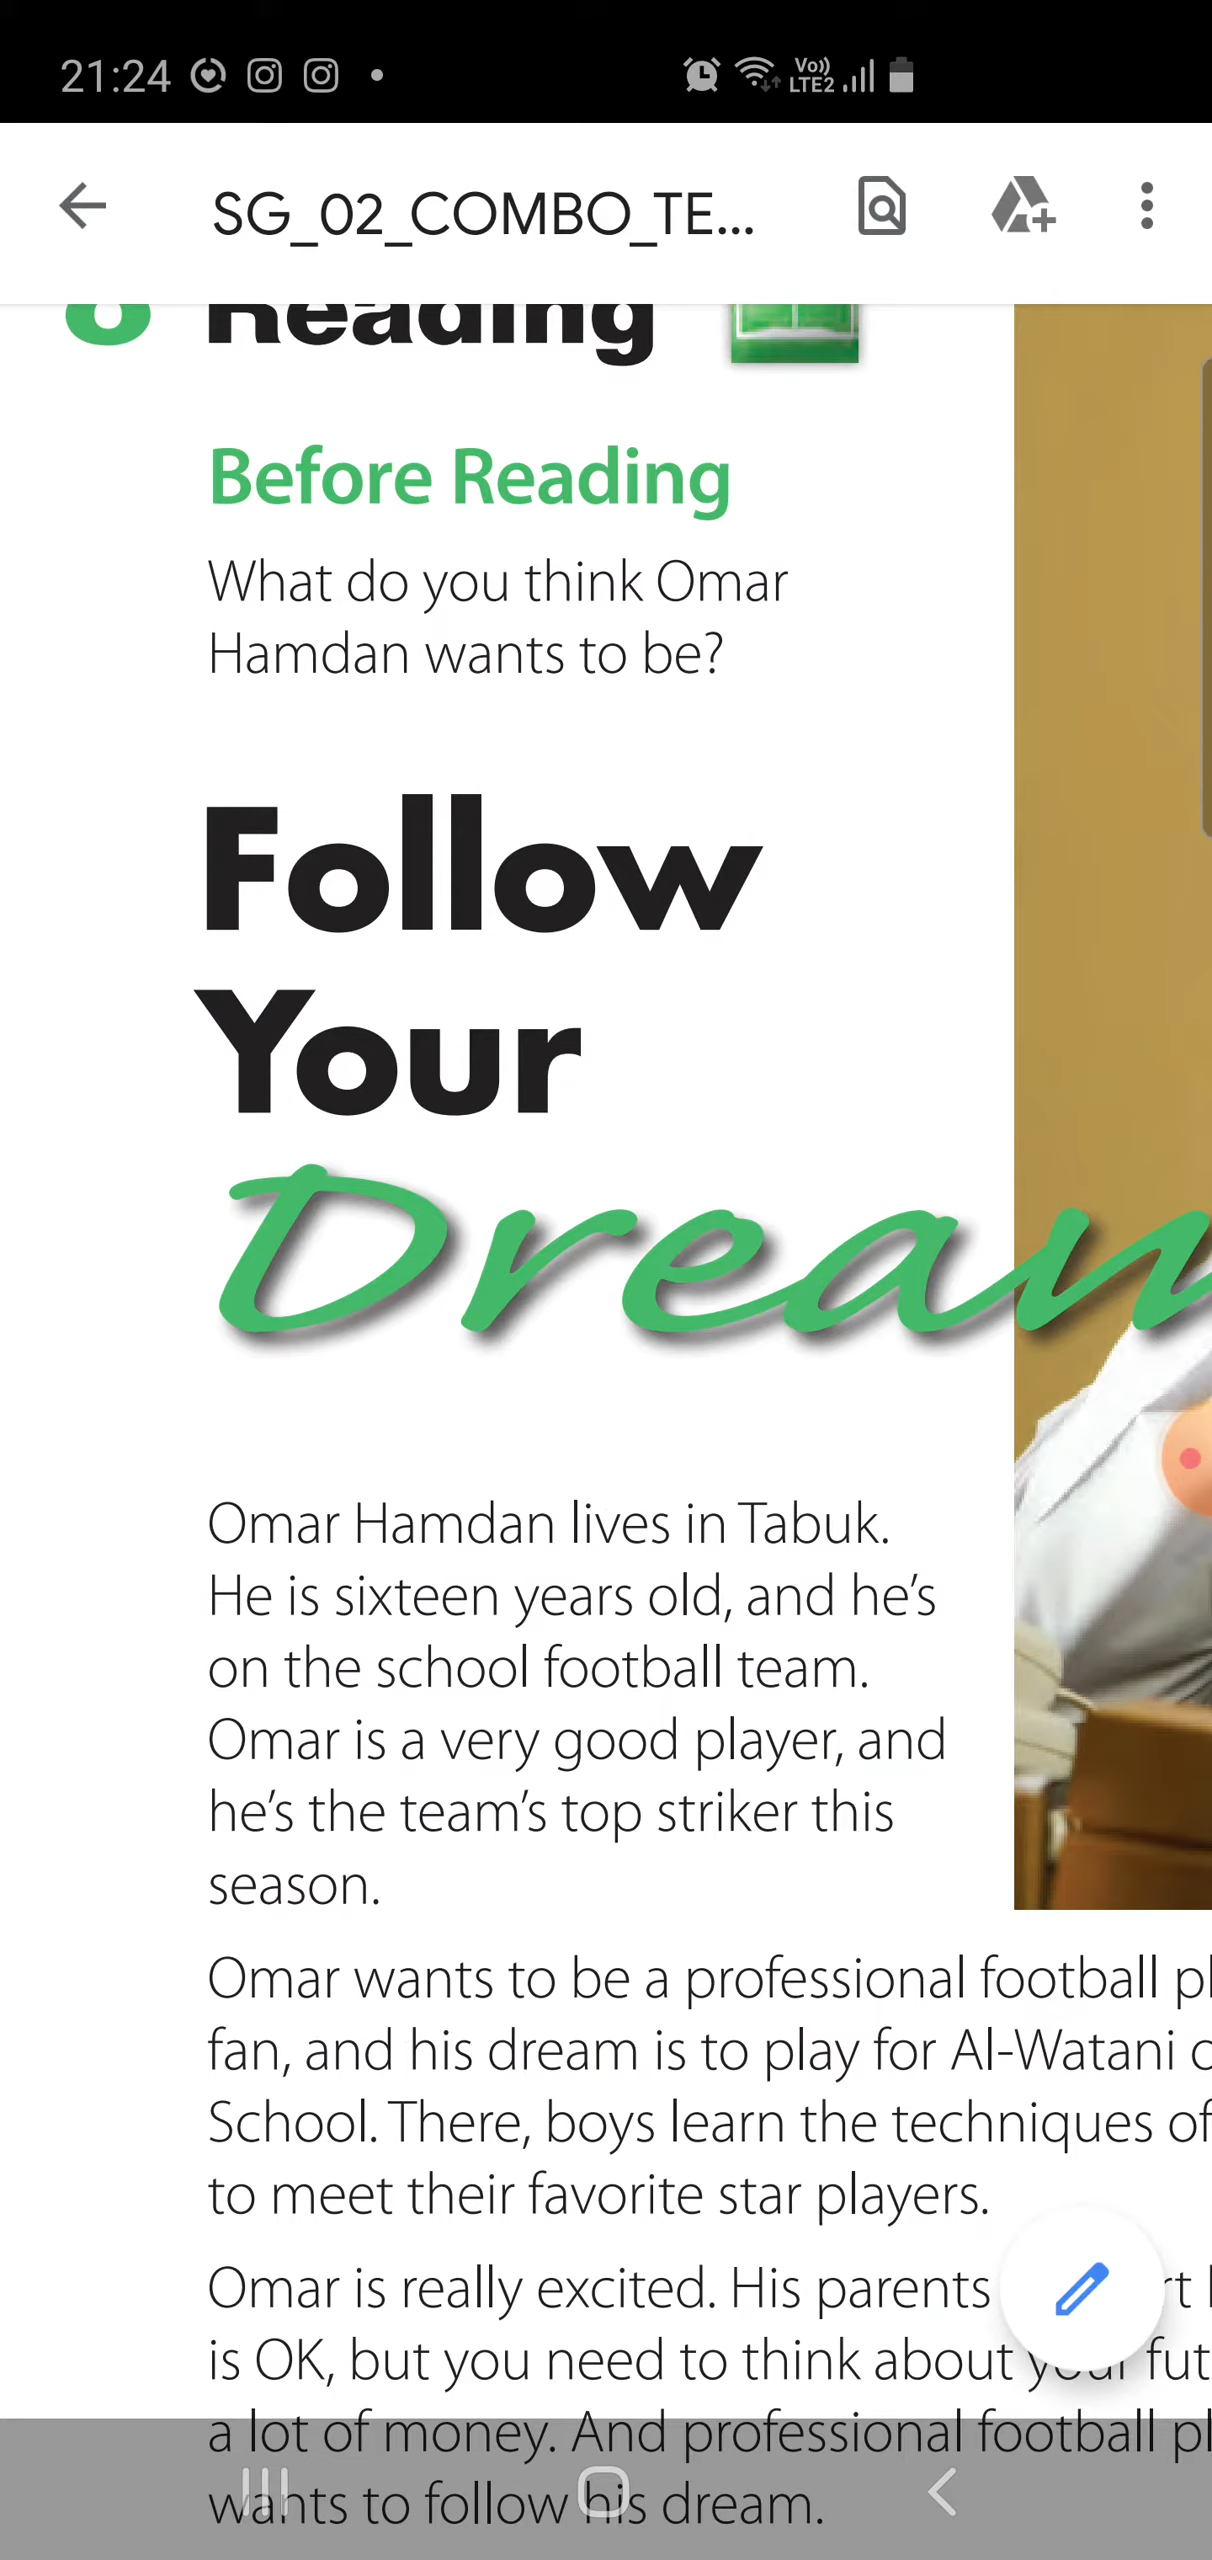 21:24
Vo)) LTE2
SG_02_COMBO_TE...
Reading
Before Reading
What do you think Omar
Hamdan wants to be?
Follow
Your
Dream
Omar Hamdan lives in Tabuk.
He is sixteen years old, and he's
on the school football team.
Omar is a very good player, and
he's the team's top striker this
season.
Omar wants to be a professional football
fan, and his dream is to play for Al-Watani
School. There, boys learn the techniques of
to meet their favorite star players.
Omar is really excited. His parents
is OK, but you need to think about your
a lot of money. And professional football
wants to follow his dream.